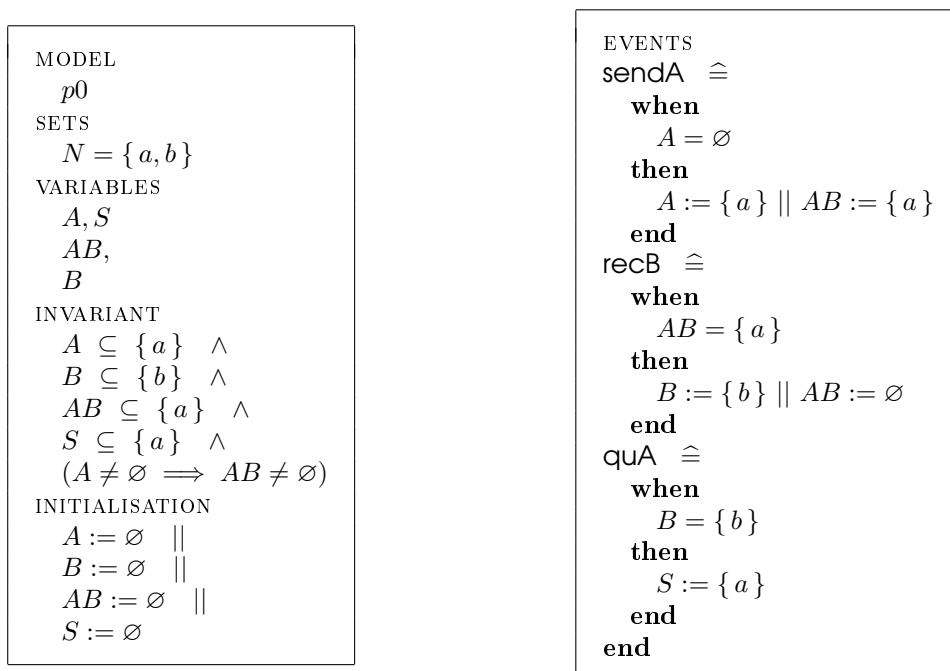 MODEL
p0
SETS
N = { a, b }
VARIABLES
A, S
AB,
B
INVARIANT
A ⊆ { a } ∧
B ⊆ { b } ∧
AB ⊆ { a } ∧
S ⊆ { a } ∧
(A ≠ ∅ ⟹ AB ≠ ∅)
INITIALISATION
A := ∅ ||
B := ∅ ||
AB := ∅ ||
S := ∅
EVENTS
sendA ≙
when
A = ∅
then
A := { a } || AB := { a }
end
recB ≙
when
AB = { a }
then
B := { b } || AB := ∅
end
quA ≙
when
B = { b }
then
S := { a }
end
end